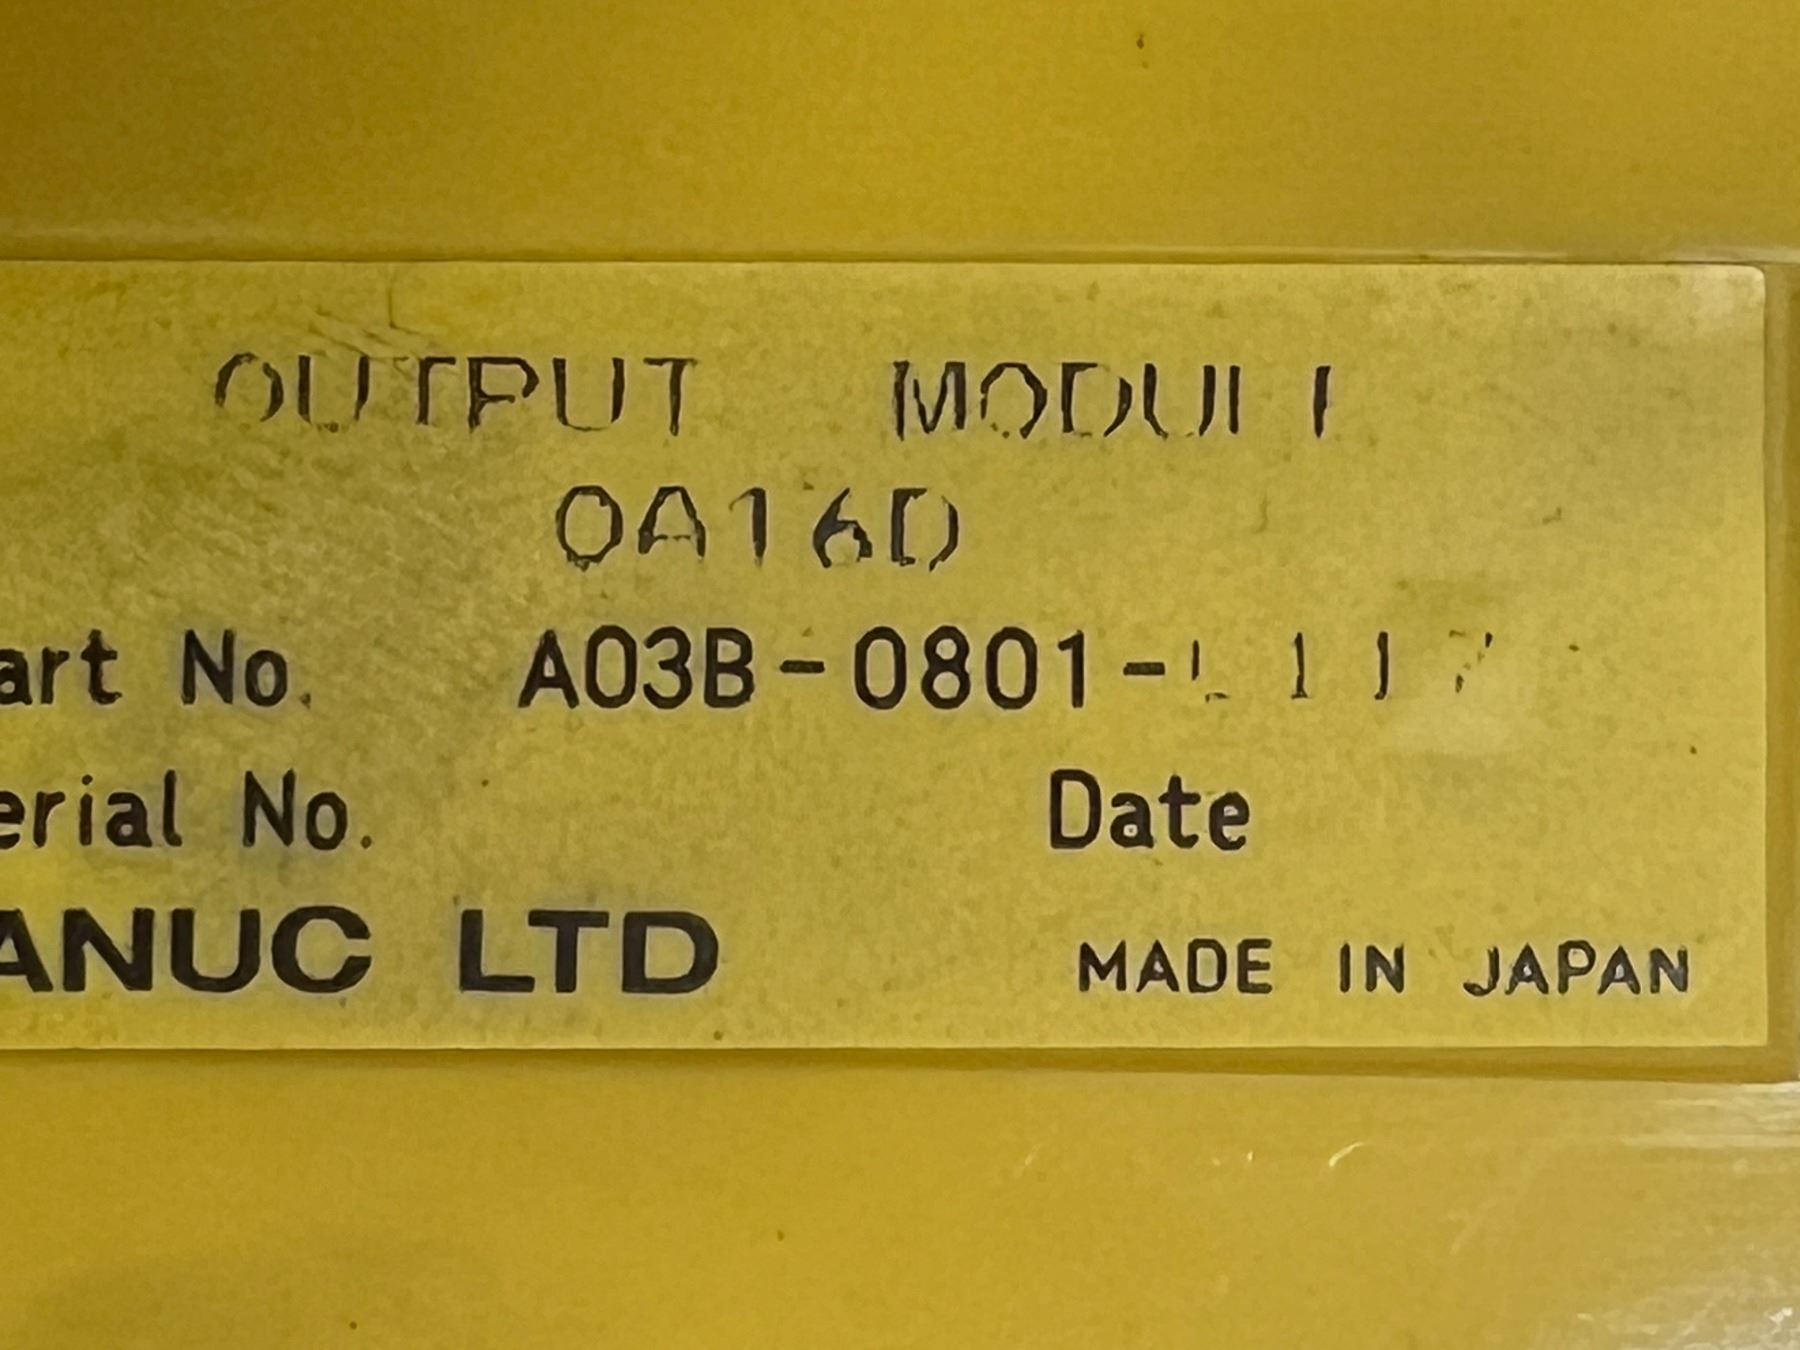 OUTPUT MODULE
OA16D
art No. A03B-0801-
erial No. Date
ANUC LTD MADE IN JAPAN